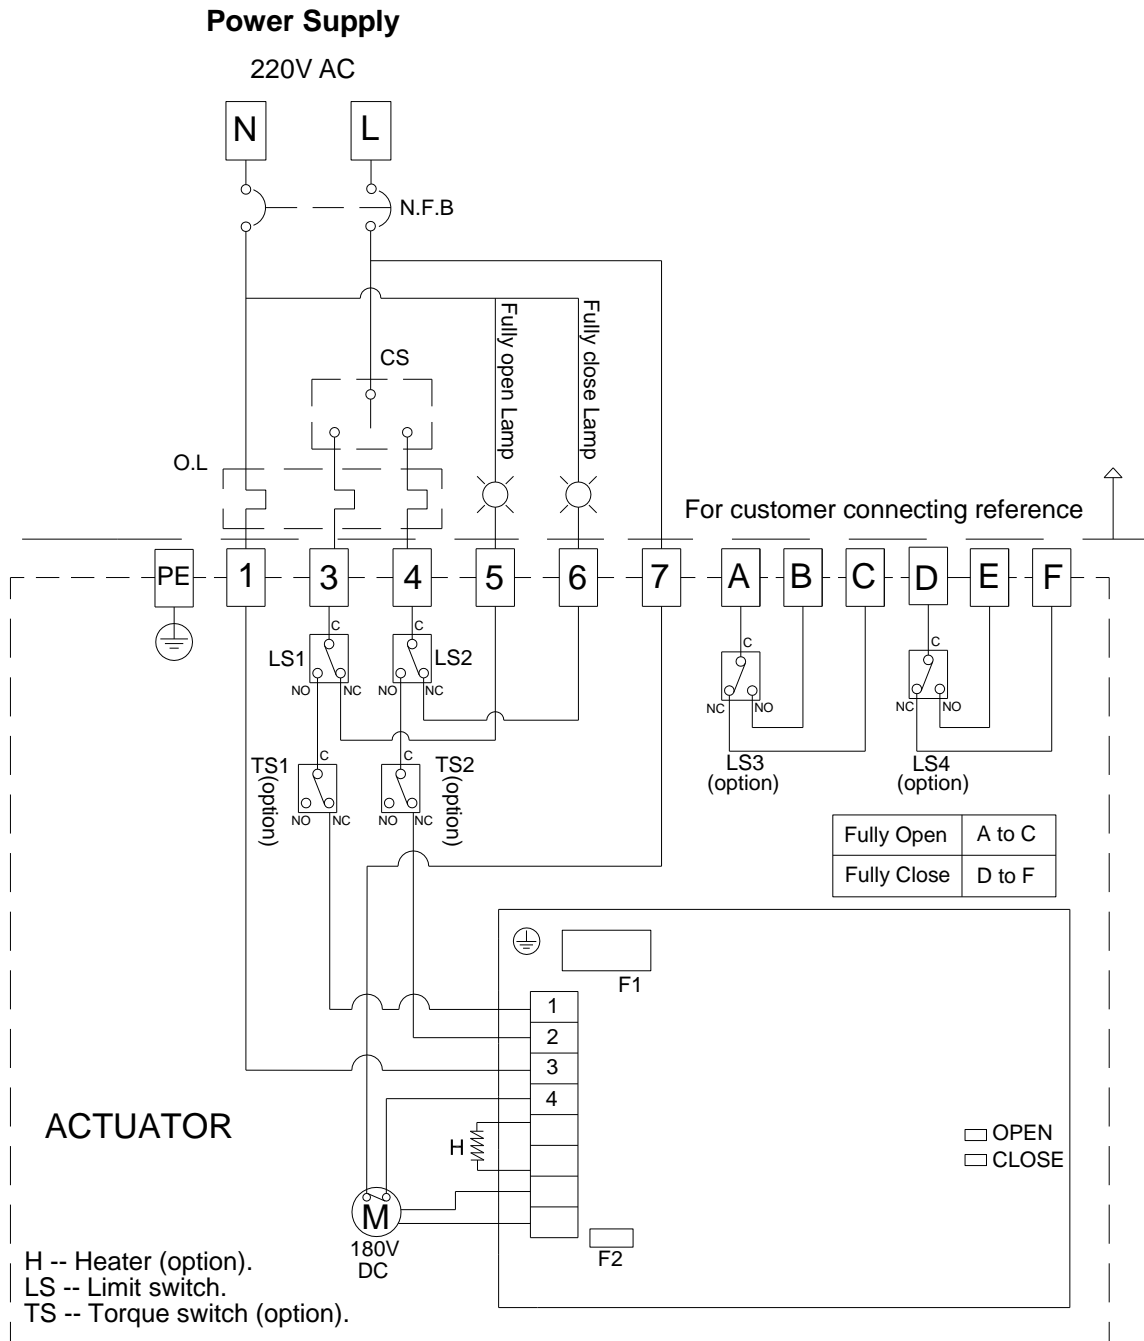 Power Supply
220V AC
N L
N.F.B
Fully open Lamp
Fully close Lamp
CS
O.L
For customer connecting reference
PE 1 3 4 5 6 7 A B C D E F
C C
LS1 LS2
NO NC NO NC
C C
NC NO NC NO
LS3
(option)
LS4
(option)
TS1
(option)
C C
TS2
(option)
NO NC NO NC
Fully Open A to C
Fully Close D to F
F1
1
2
3
4
ACTUATOR
H
OPEN
CLOSE
M
180V
DC
F2
H -- Heater (option).
LS -- Limit switch.
TS -- Torque switch (option).